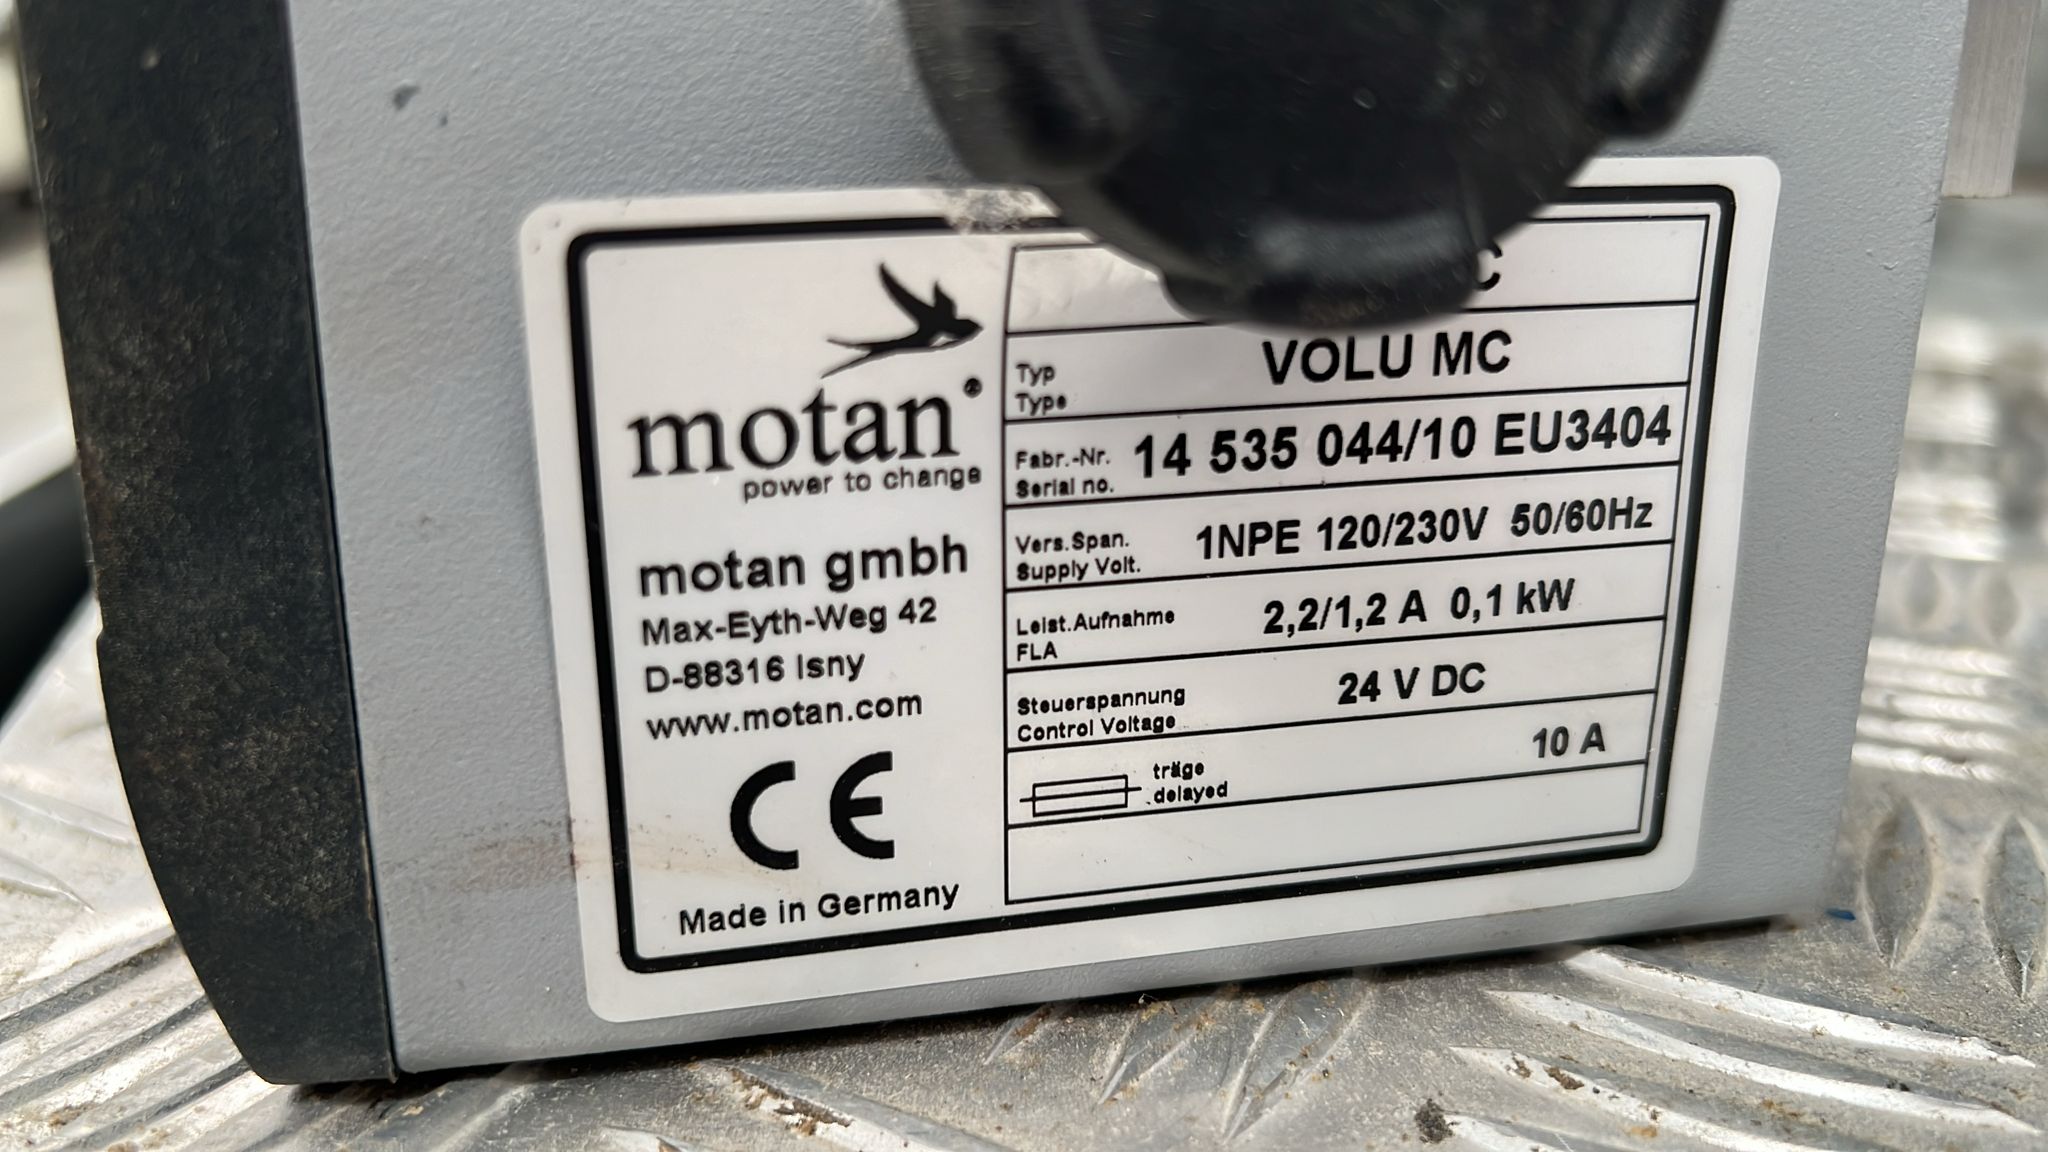 motan®
power to change
motan gmbh
Max-Eyth-Weg 42
D-88316 Isny
www.motan.com
CE
Made in Germany
Typ
Type
VOLU MC
Fabr.-Nr.
Serial no.
14 535 044/10 EU3404
Vers.Span.
Supply Volt.
1NPE 120/230V 50/60Hz
Leist.Aufnahme
FLA
2,2/1,2 A 0,1 kW
Steuerspannung
Control Voltage
24 V DC
träge
delayed
10 A